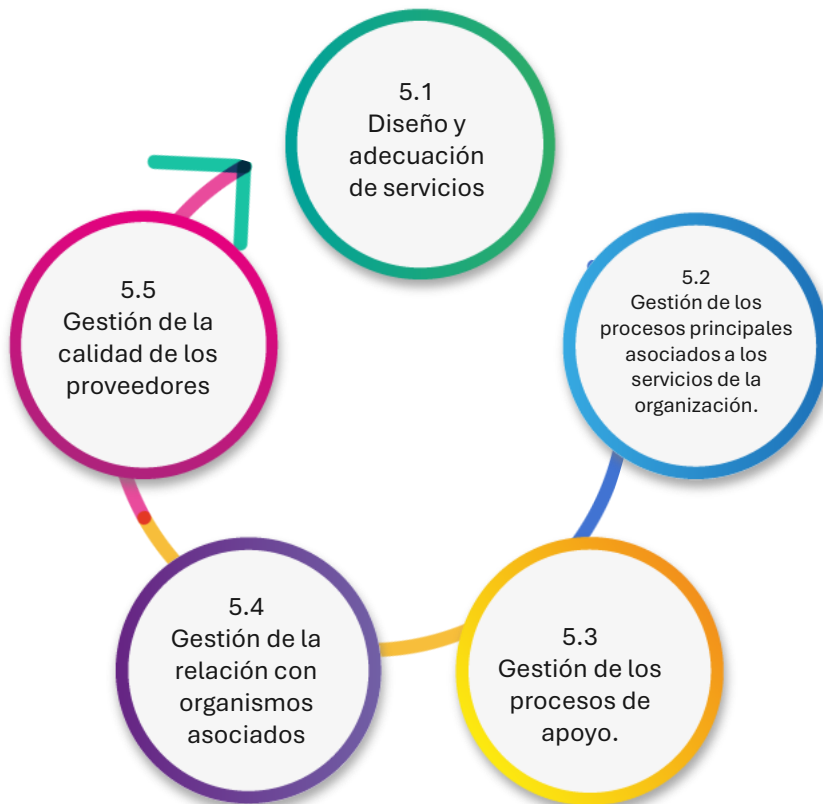 5.1
Diseño y
adecuación
de servicios
5.2
Gestión de los
procesos principales
asociados a los
servicios de la
organización.
5.3
Gestión de los
procesos de
apoyo.
5.4
Gestión de la
relación con
organismos
asociados
5.5
Gestión de la
calidad de los
proveedores